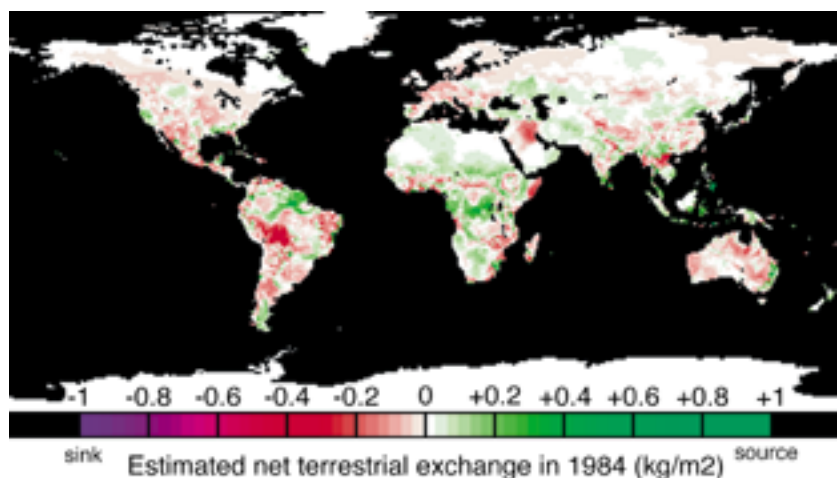 -1 -0.8 -0.6 -0.4 -0.2 0 +0.2 +0.4 +0.6 +0.8 +1
sink source
Estimated net terrestrial exchange in 1984 (kg/m2)